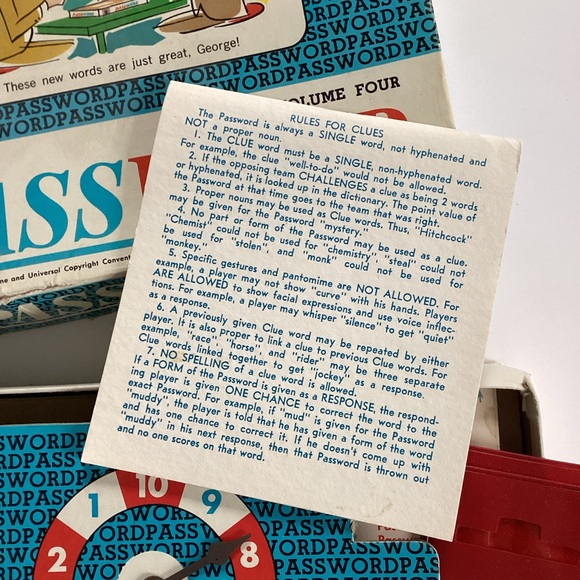 These new words are just great, George!
VOLUME FOUR
ASS
me and Universal Copyright Convent
RULES FOR CLUES
The Password is always a SINGLE word, not hyphenated and
NOT a proper noun.
1. The CLUE word must be a SINGLE, non-hyphenated word.
For example, the clue "well-to-do" would not be allowed.
2. If the opposing team CHALLENGES a clue as being 2 words
or hyphenated, it is looked up in the dictionary. The point value of
the Password at that time goes to the team that was right.
3. Proper nouns may be used as Clue words. Thus, "Hitchcock"
may be given for the Password "mystery."
4. No part or form of the Password may be used as a clue.
"Chemist" could not be used for "chemistry", "steal" could not
be used for "stolen", and "monk" could not be used for
"monkey."
5. Specific gestures and pantomime are NOT ALLOWED. For
example, a player may not show "curve" with his hands. Players
ARE ALLOWED to show facial expressions and use voice inflec-
tions. For example, a player may whisper "silence" to get "quiet"
as a response.
6. A previously given Clue word may be repeated by either
player. It is also proper to link a clue to previous Clue words. For
example, "race", "horse", and "rider" may be three separate
Clue words linked together to get "jockey" as a response.
7. NO SPELLING of a clue word is allowed.
If a FORM of the Password is given as a RESPONSE, the respond-
ing player is given ONE CHANCE to correct the word to the
exact Password. For example, if "mud" is given for the Password
"muddy" the player is told that he has given a form of the word
and has one chance to correct it. If he doesn't come up with
"muddy" in his next response, then that Password is thrown out
and no one scores on that word.
10
1
9
2
8